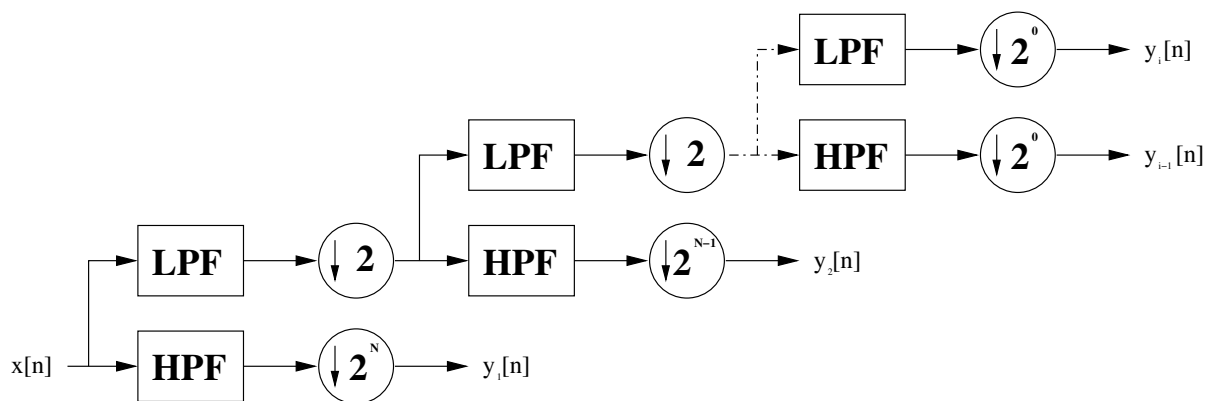 LPF ↓ 2⁰ yᵢ[n]
LPF ↓ 2 HPF ↓ 2⁰ yᵢ₋₁[n]
LPF ↓ 2 HPF ↓ 2ᴺ⁻¹ y₂[n]
x[n] HPF ↓ 2ᴺ y₁[n]